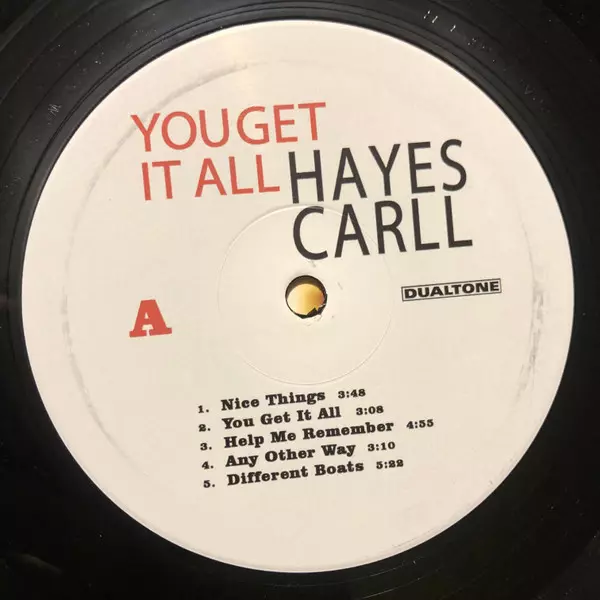 YOU GET
IT ALL
HAYES
CARLL
DUALTONE
A
1. Nice Things 3:48
2. You Get It All 3:08
3. Help Me Remember 4:55
4. Any Other Way 3:10
5. Different Boats 5:22